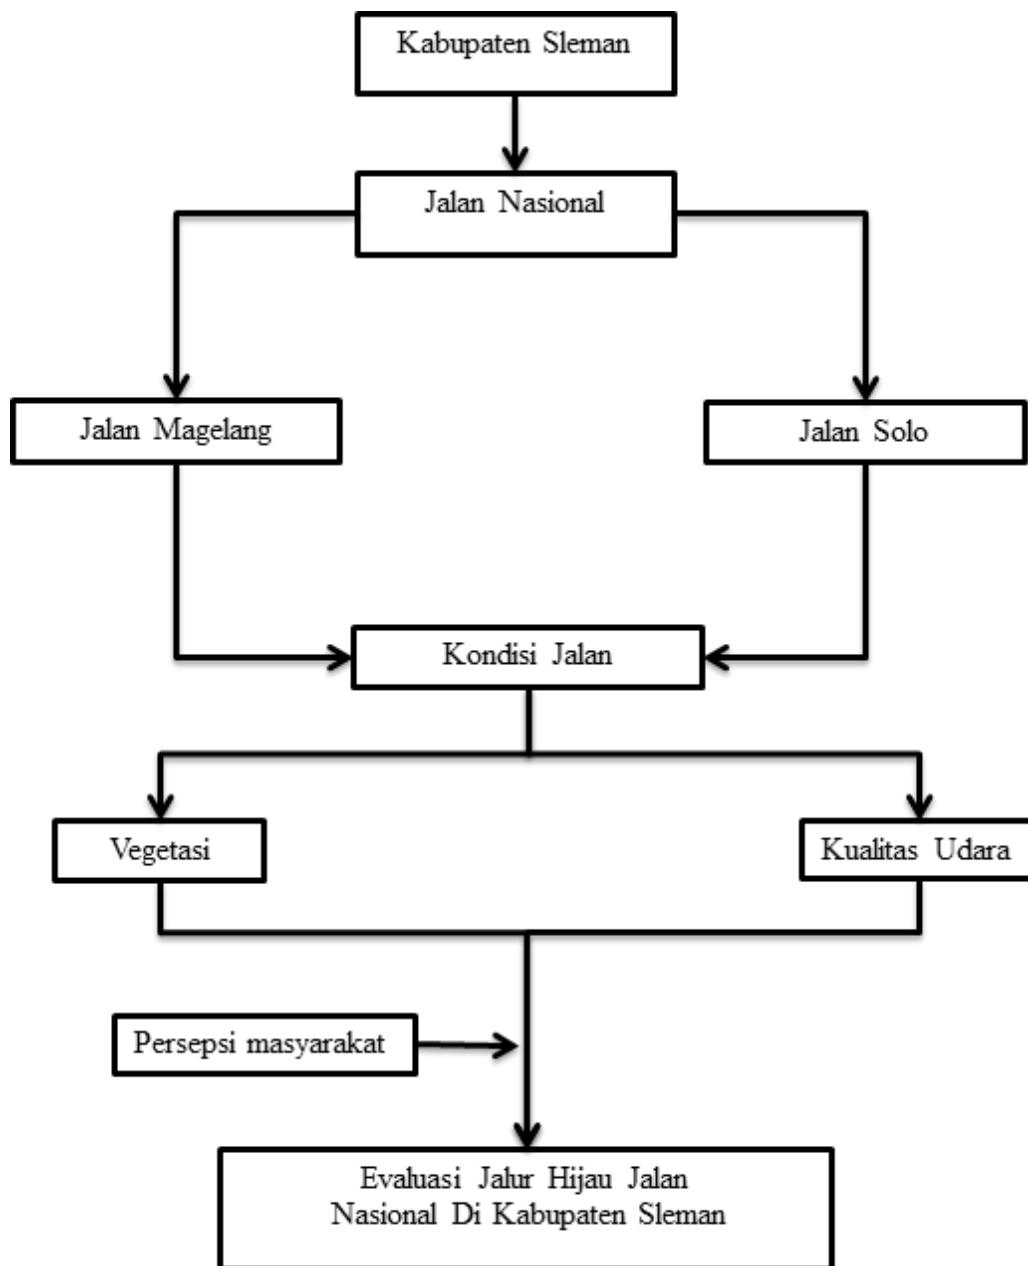 Kabupaten Sleman
Jalan Nasional
Jalan Magelang
Jalan Solo
Kondisi Jalan
Vegetasi
Kualitas Udara
Persepsi masyarakat
Evaluasi Jalur Hijau Jalan
Nasional Di Kabupaten Sleman